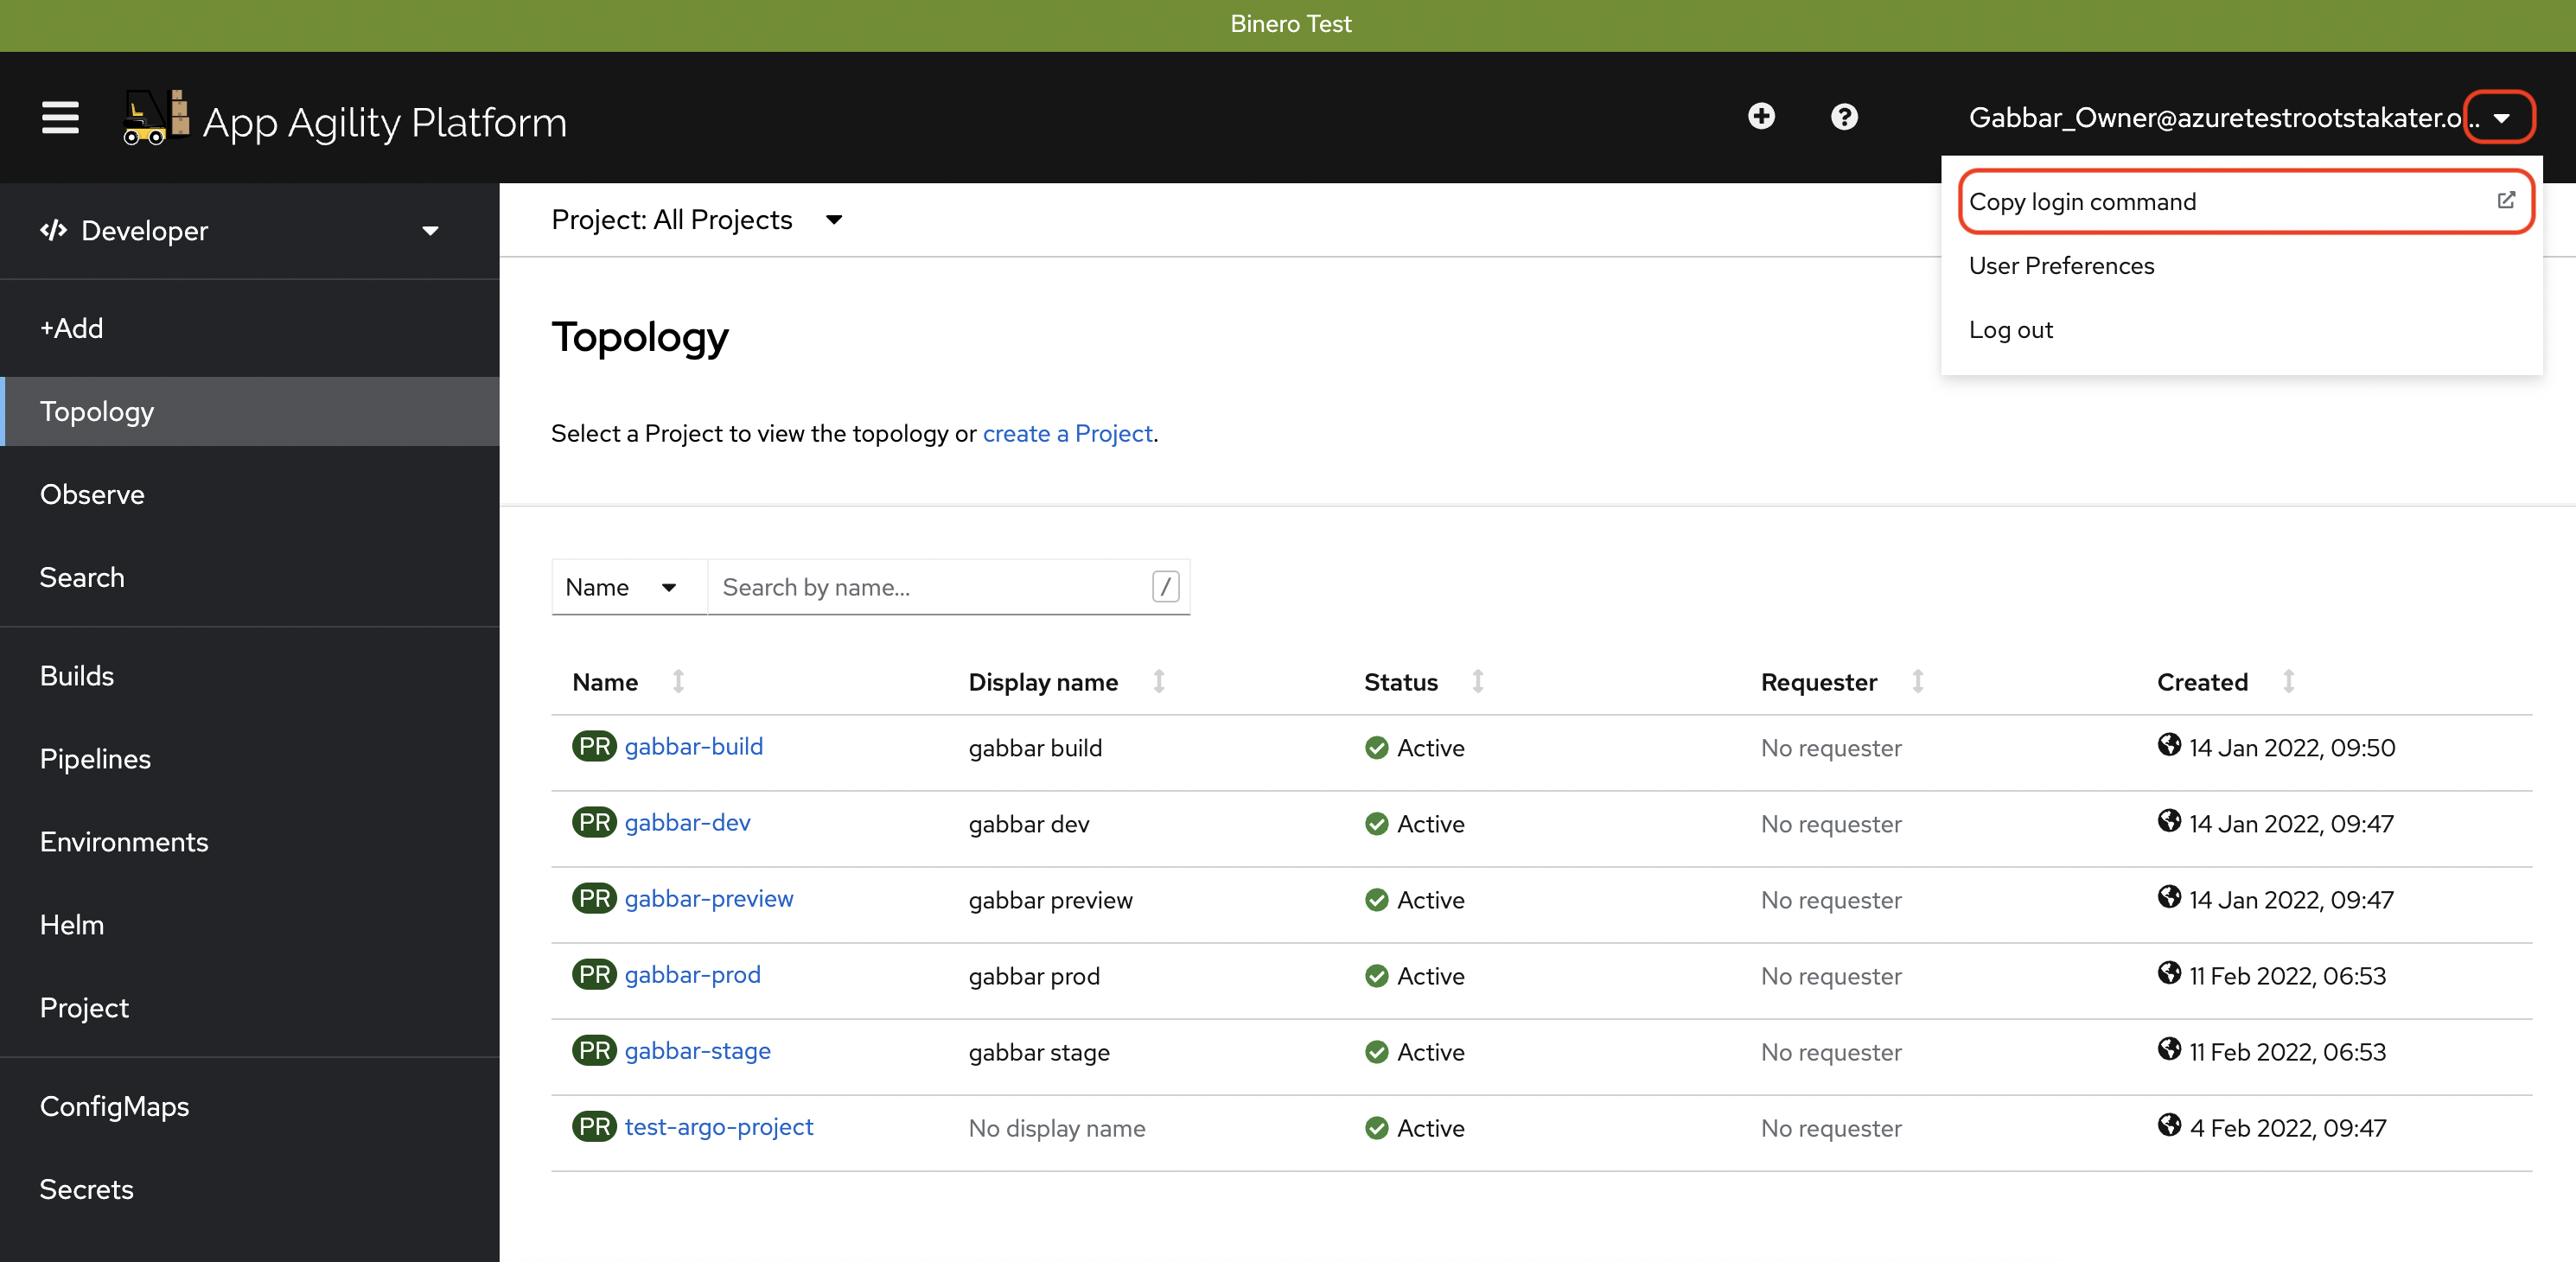 Binero Test
App Agility Platform
Gabbar_Owner@azuretestrootstakater.o...
Copy login command
User Preferences
Log out
Developer
+Add
Topology
Observe
Search
Builds
Pipelines
Environments
Helm
Project
ConfigMaps
Secrets
Project: All Projects
Topology
Select a Project to view the topology or create a Project.
Name Search by name... /
Name Display name Status Requester Created
PR gabbar-build gabbar build Active No requester 14 Jan 2022, 09:50
PR gabbar-dev gabbar dev Active No requester 14 Jan 2022, 09:47
PR gabbar-preview gabbar preview Active No requester 14 Jan 2022, 09:47
PR gabbar-prod gabbar prod Active No requester 11 Feb 2022, 06:53
PR gabbar-stage gabbar stage Active No requester 11 Feb 2022, 06:53
PR test-argo-project No display name Active No requester 4 Feb 2022, 09:47